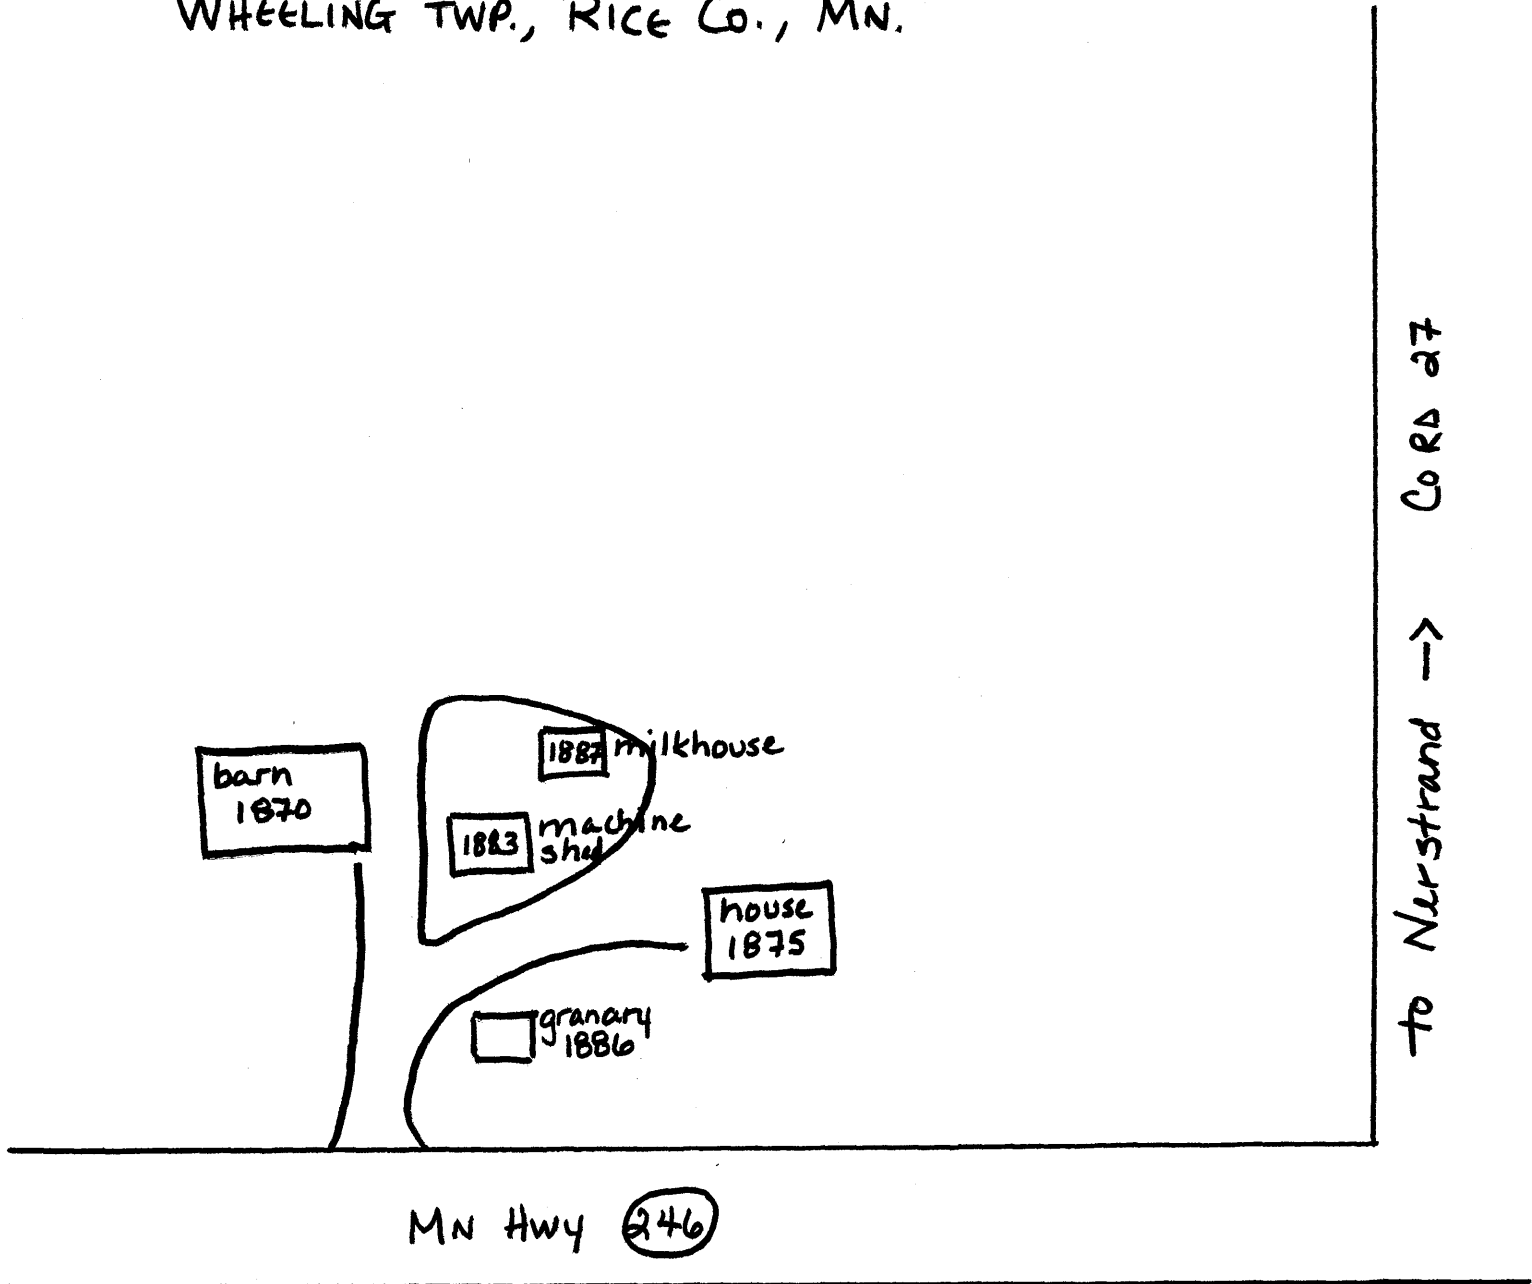 WHEELING TWP., RICE CO., MN.
CO RD 27
to Nerstrand -->
1887 milkhouse
barn
1870
machine
1883 shed
house
1875
granary
1886
MN HWY 246